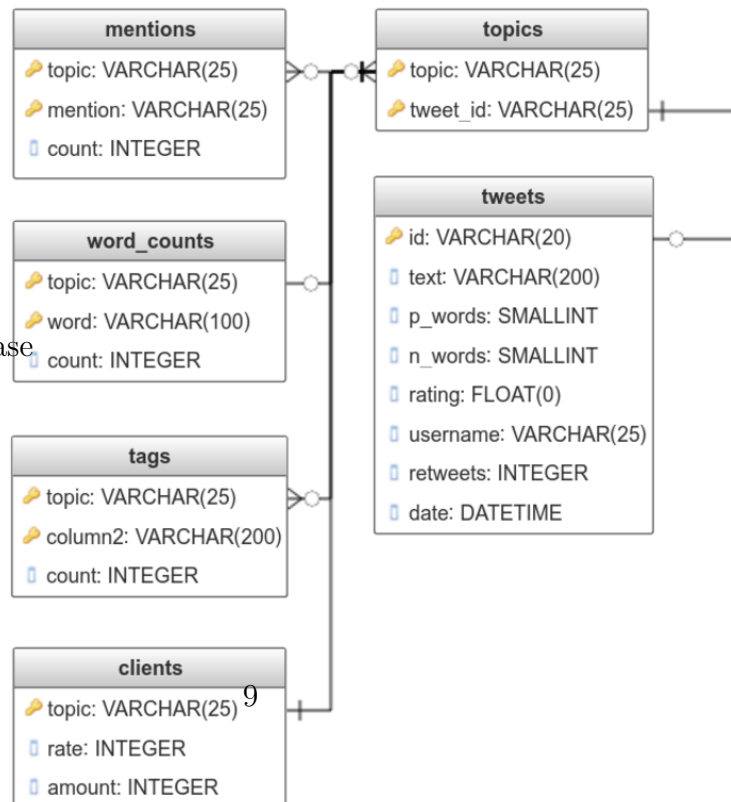 mentions
topic: VARCHAR(25)
mention: VARCHAR(25)
count: INTEGER
topics
topic: VARCHAR(25)
tweet_id: VARCHAR(25)
word_counts
topic: VARCHAR(25)
word: VARCHAR(100)
count: INTEGER
ase
tweets
id: VARCHAR(20)
text: VARCHAR(200)
p_words: SMALLINT
n_words: SMALLINT
rating: FLOAT(0)
username: VARCHAR(25)
retweets: INTEGER
date: DATETIME
tags
topic: VARCHAR(25)
column2: VARCHAR(200)
count: INTEGER
clients
topic: VARCHAR(25)
rate: INTEGER
amount: INTEGER
9